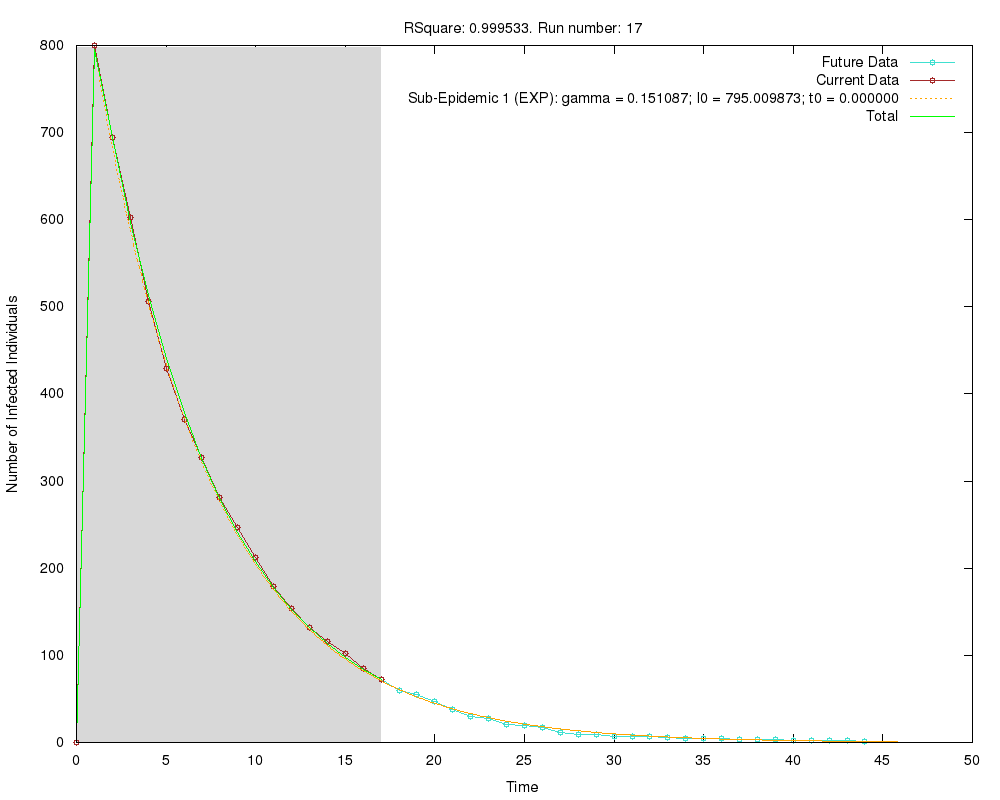 RSquare: 0.999533. Run number: 17
Future Data
Current Data
Sub-Epidemic 1 (EXP): gamma = 0.151087; I0 = 795.009873; t0 = 0.000000
Total
800
700
600
500
400
300
200
100
0
Number of Infected Individuals
0 5 10 15 20 25 30 35 40 45 50
Time